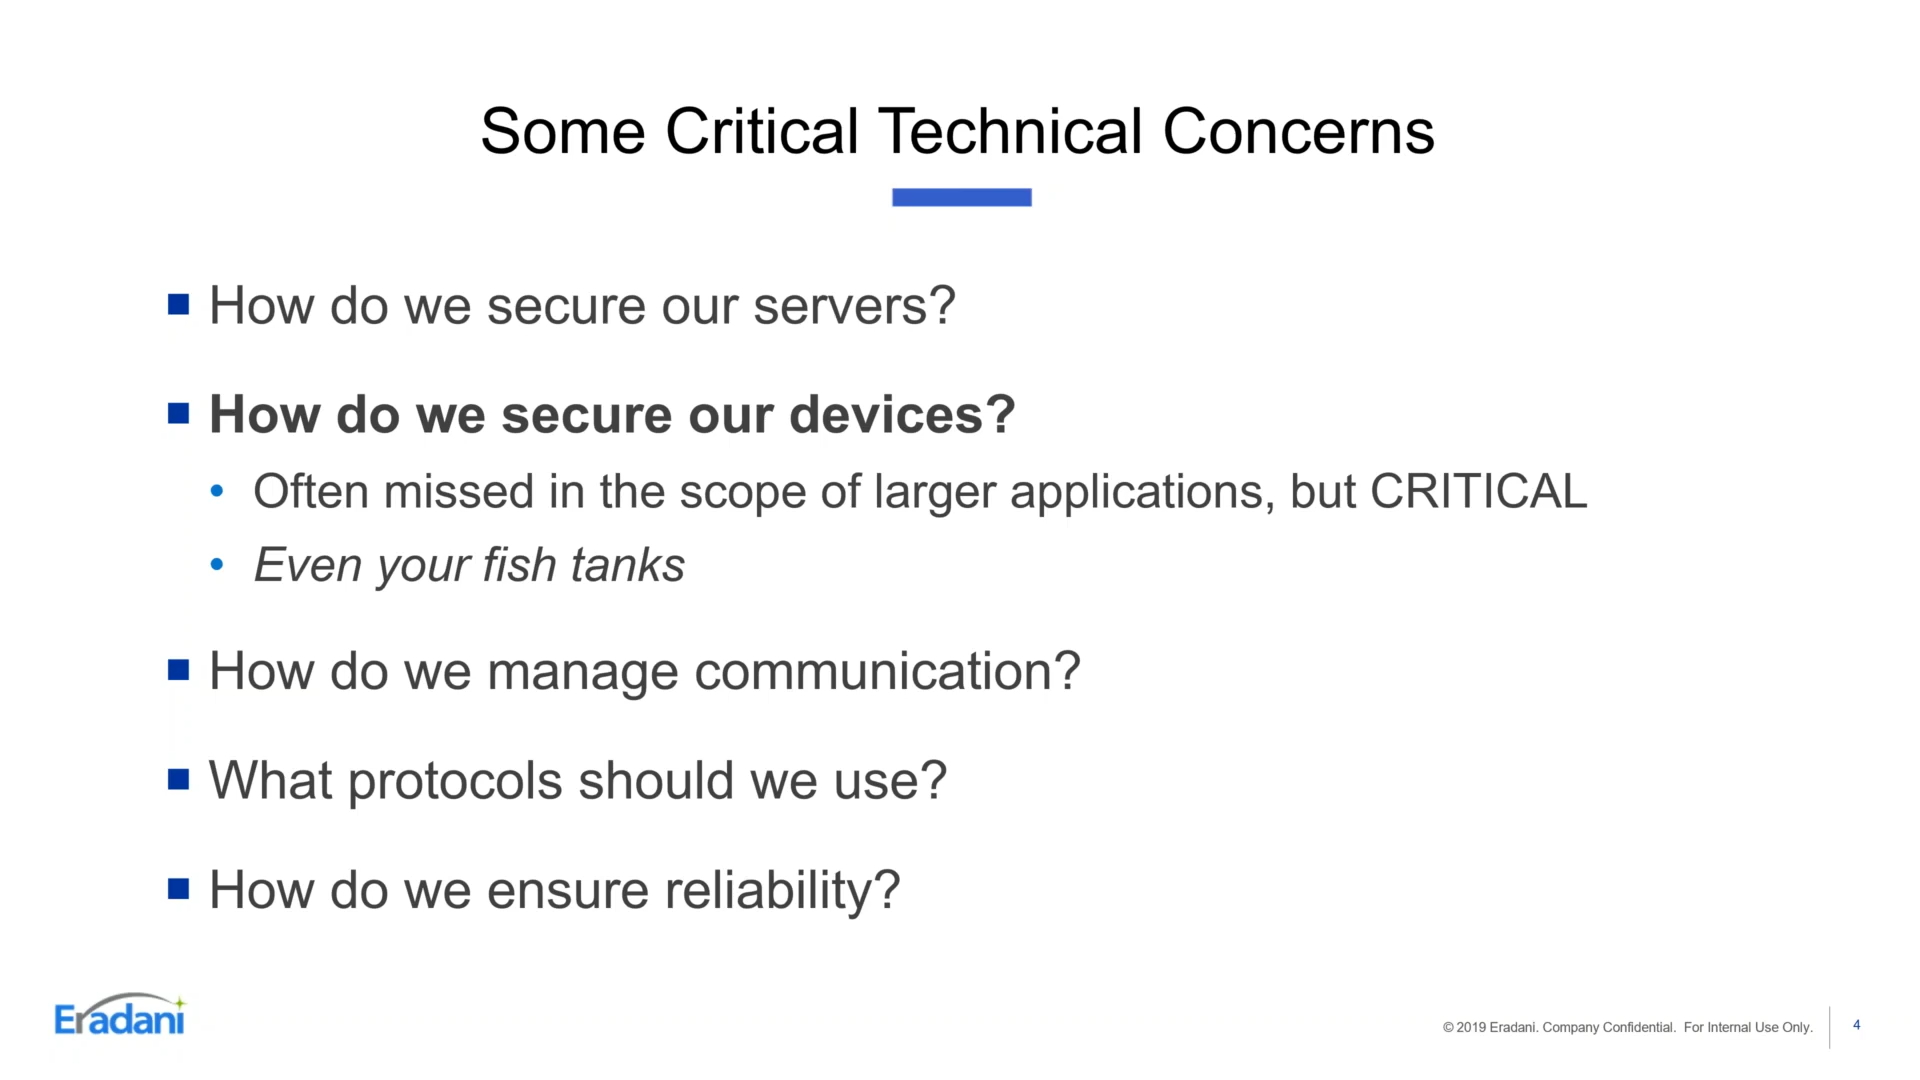 Some Critical Technical Concerns
How do we secure our servers?
How do we secure our devices?
Often missed in the scope of larger applications, but CRITICAL
Even your fish tanks
How do we manage communication?
What protocols should we use?
How do we ensure reliability?
Eradani
© 2019 Eradani. Company Confidential. For Internal Use Only.
4